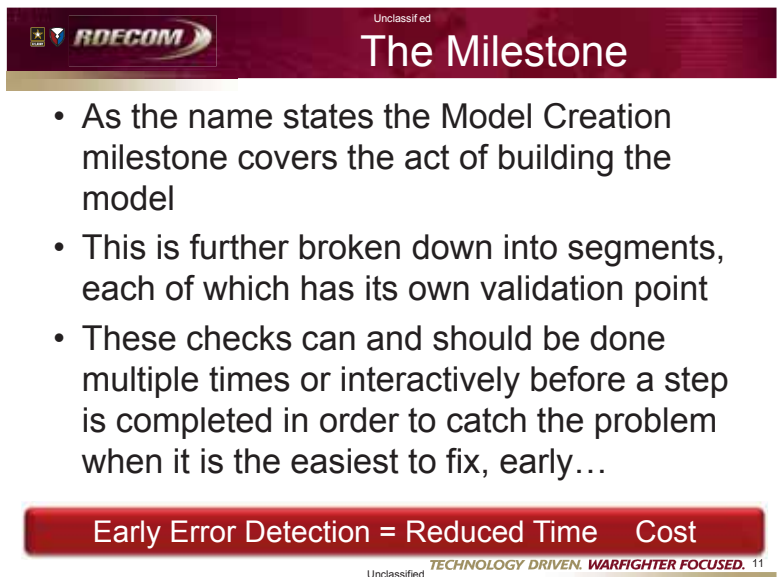 Unclassif ed
RDECOM
The Milestone
• As the name states the Model Creation
milestone covers the act of building the
model
• This is further broken down into segments,
each of which has its own validation point
• These checks can and should be done
multiple times or interactively before a step
is completed in order to catch the problem
when it is the easiest to fix, early…
Early Error Detection = Reduced Time Cost
TECHNOLOGY DRIVEN. WARFIGHTER FOCUSED. 11
Unclassified